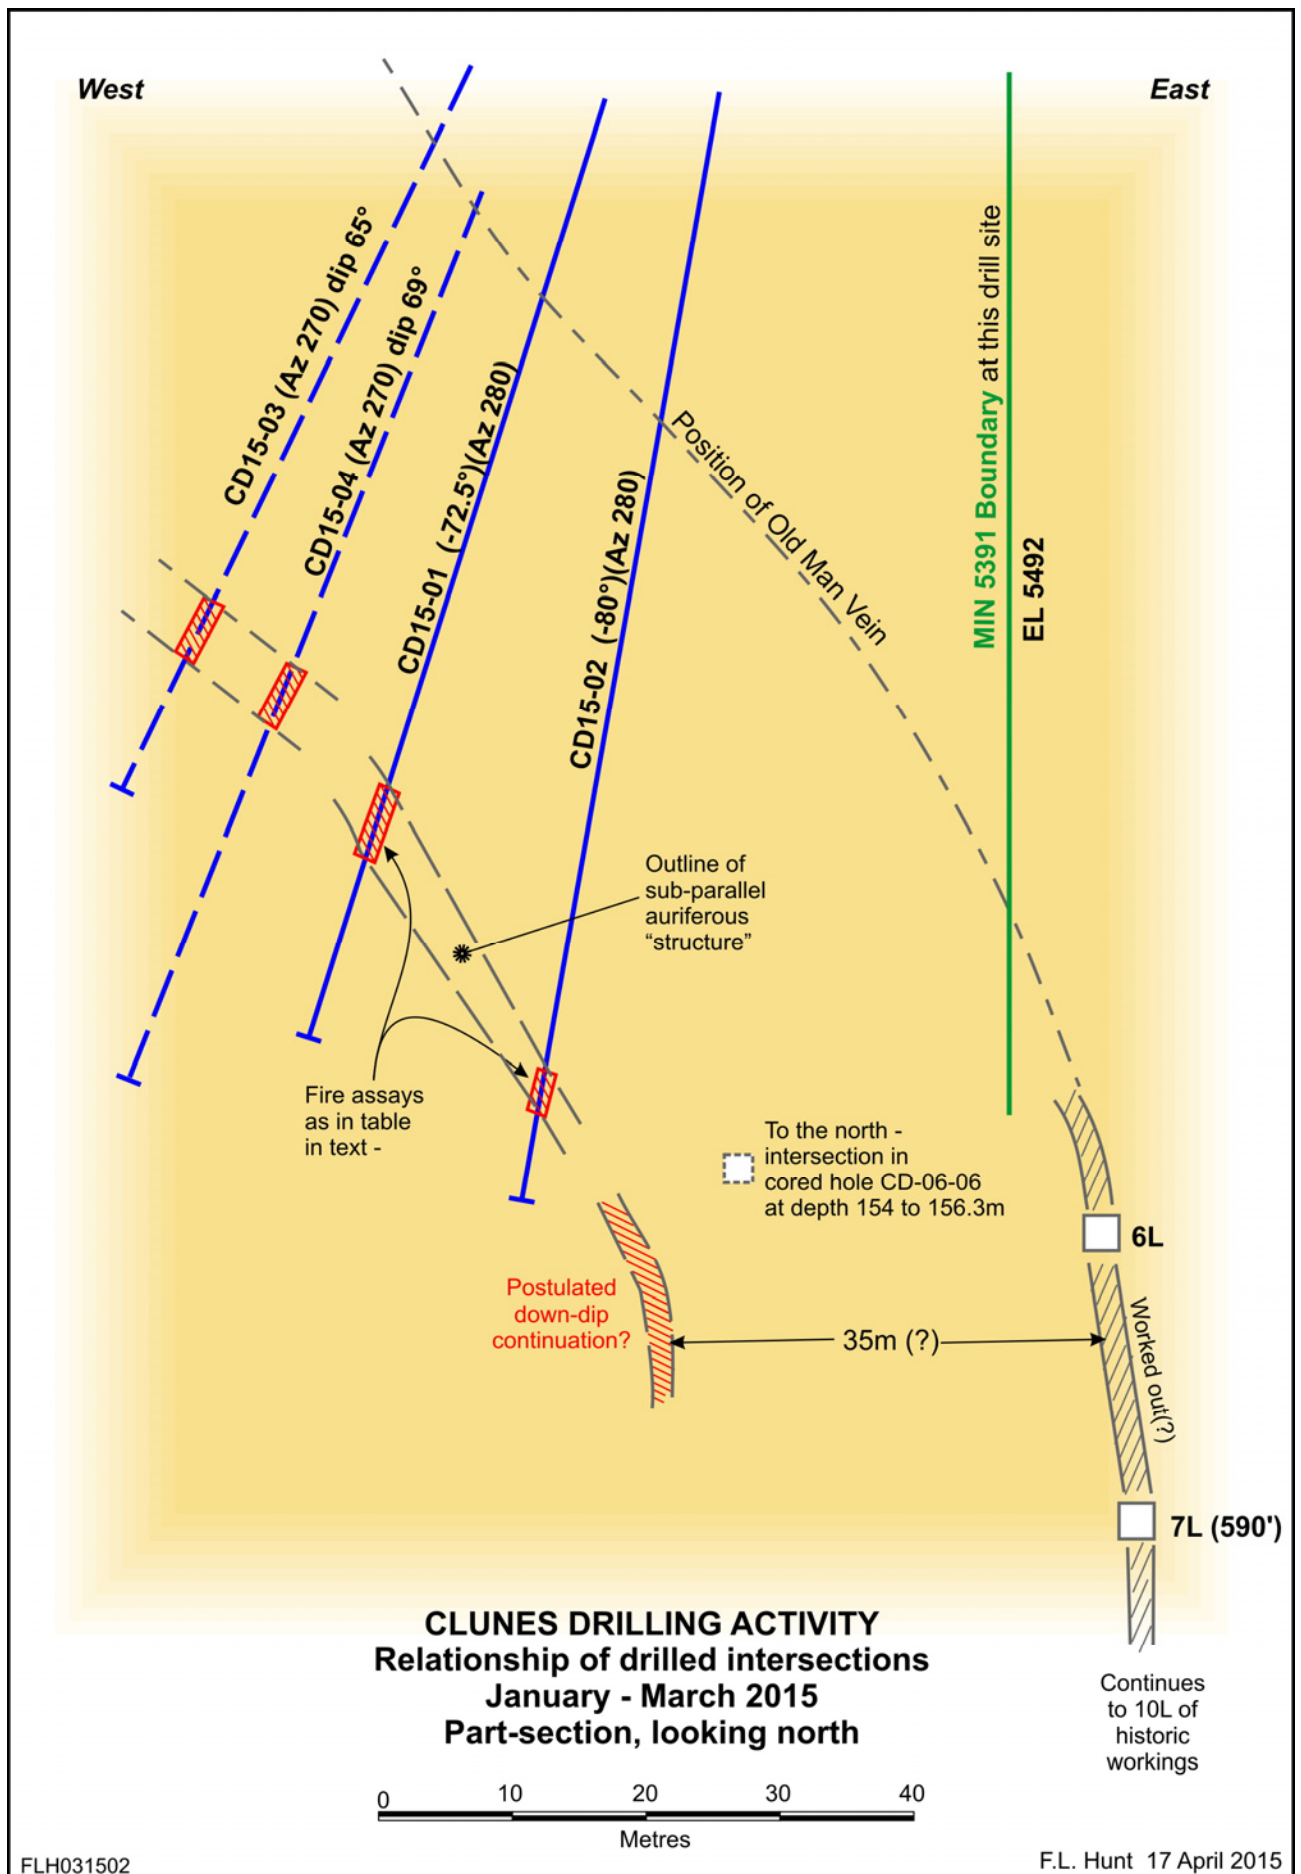 West
East
CD15-03 (Az 270) dip 65°
CD15-04 (Az 270) dip 69°
CD15-01 (-72.5°)(Az 280)
CD15-02 (-80°)(Az 280)
Position of Old Man Vein
MIN 5391 Boundary at this drill site
EL 5492
Outline of
sub-parallel
auriferous
“structure”
Fire assays
as in table
in text -
To the north -
intersection in
cored hole CD-06-06
at depth 154 to 156.3m
6L
Postulated
down-dip
continuation?
35m (?)
Worked out(?)
7L (590')
CLUNES DRILLING ACTIVITY
Relationship of drilled intersections
January - March 2015
Part-section, looking north
Continues
to 10L of
historic
workings
0 10 20 30 40
Metres
FLH031502
F.L. Hunt 17 April 2015